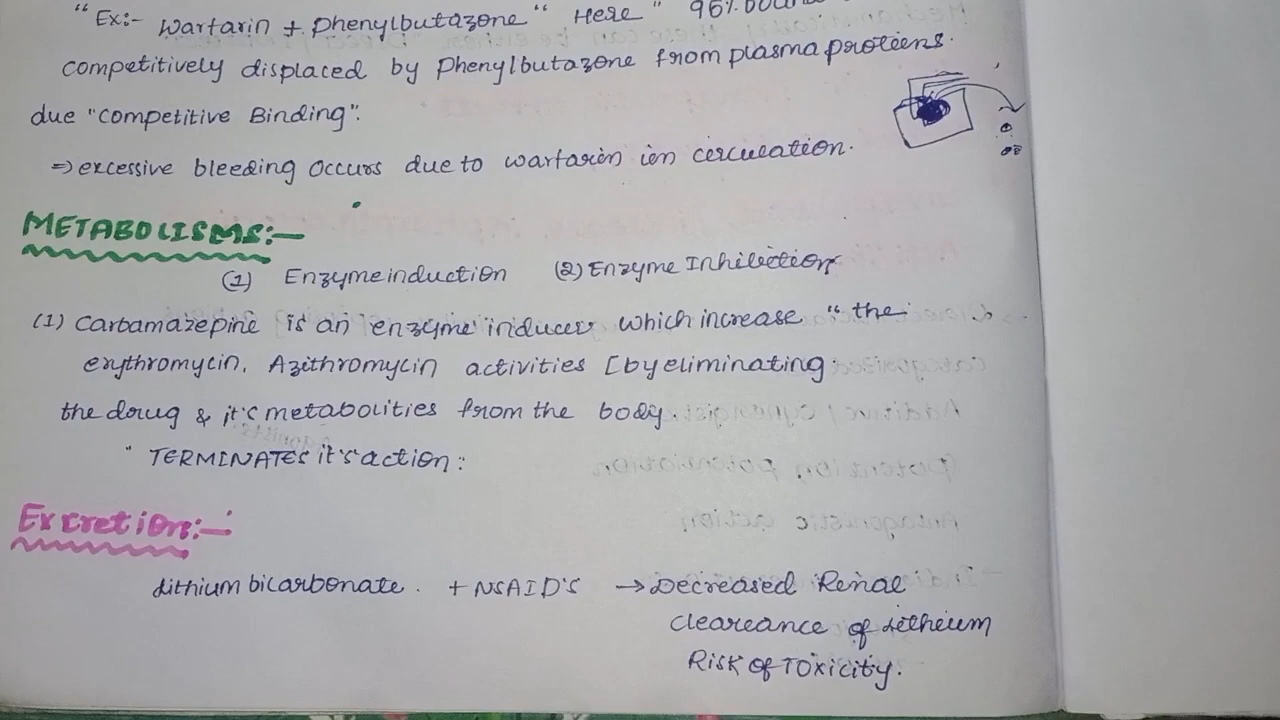 "Ex:- Warfarin + Phenylbutazone" Here " 96%
competitively displaced by Phenylbutazone from plasma proteins.
due "competitive Binding".
⇒ excessive bleeding occurs due to warfarin in circulation.
METABOLISMS:-
(1) Enzyme induction (2) Enzyme Inhibition
(1) Carbamazepine is an enzyme inducer which increase "the
erythromycin, Azithromycin activities [by eliminating
the drug & it's metabolities from the body.
" TERMINATES it's action:
Excretion:-
Lithium bicarbonate. + NSAID'S → Decreased Renal
clearance of Lithium
Risk of Toxicity.